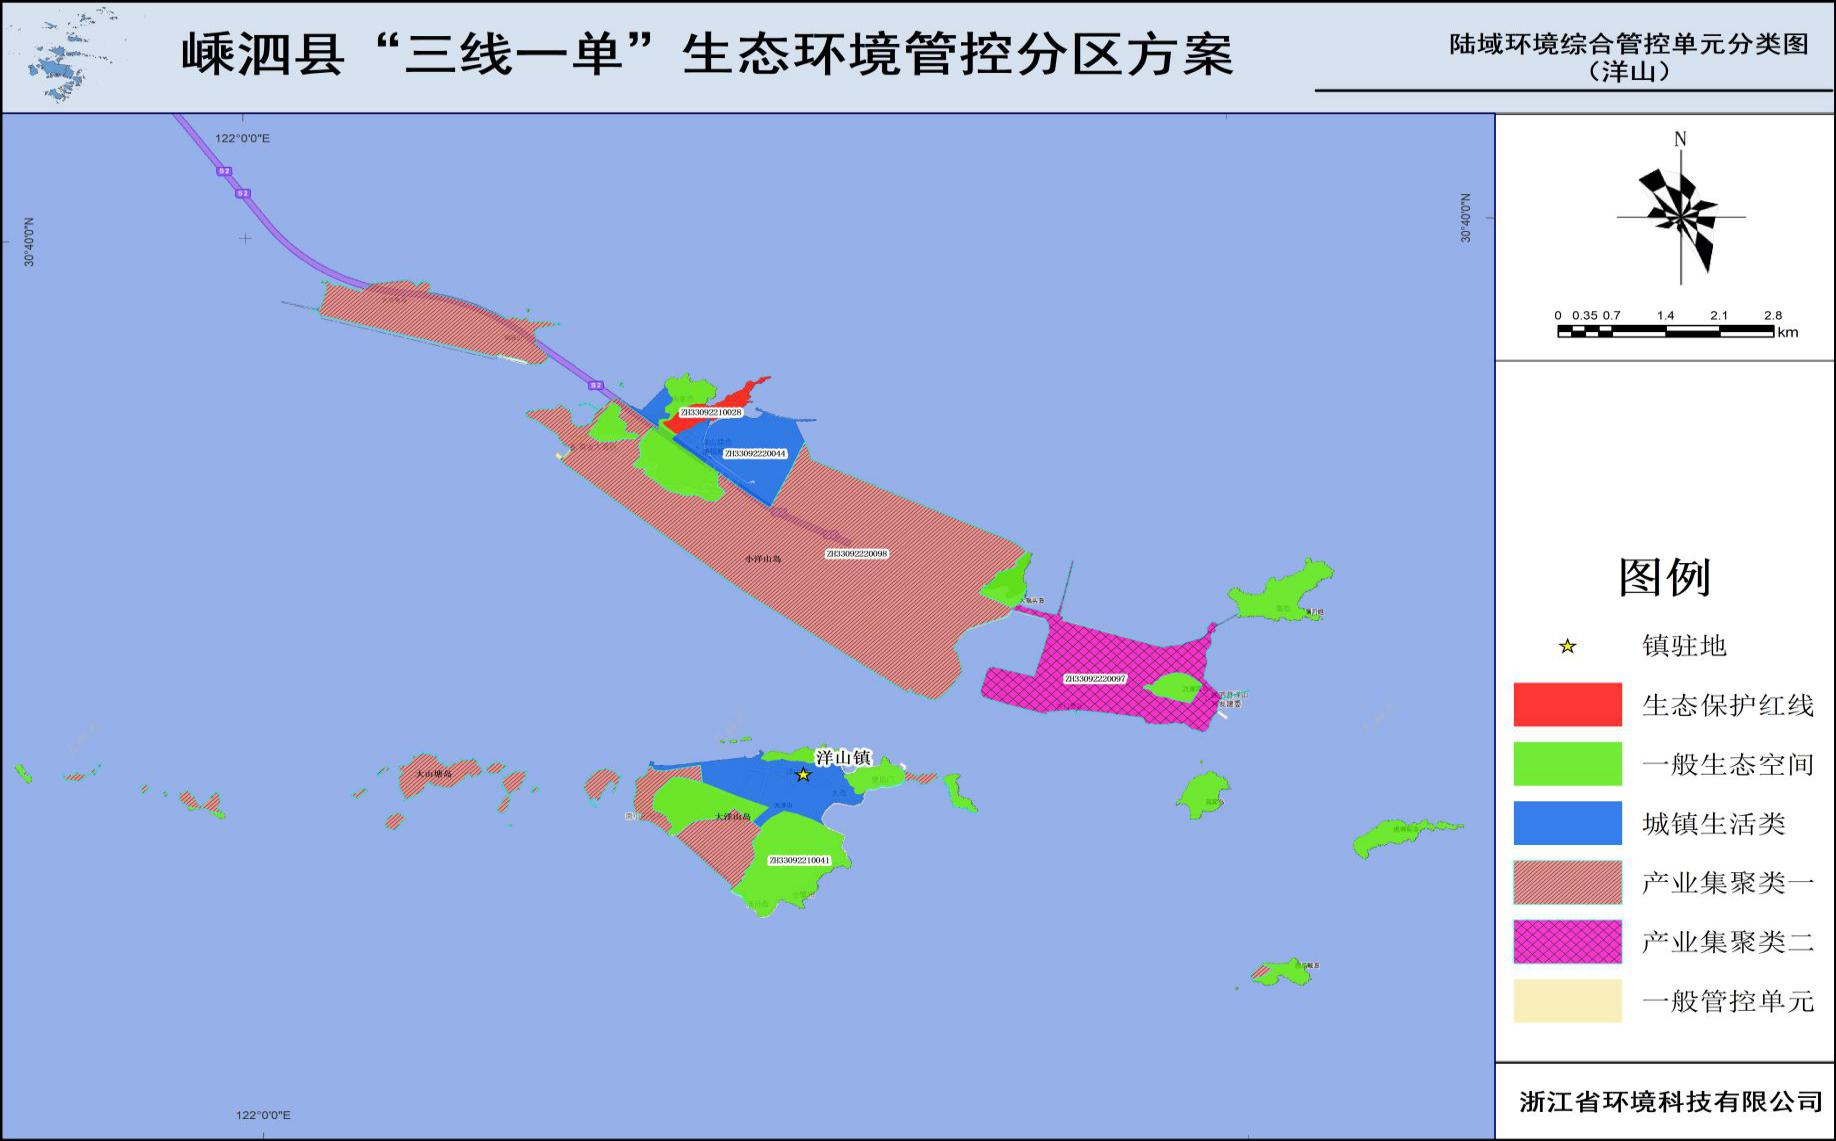 嵊泗县“三线一单”生态环境管控分区方案
陆域环境综合管控单元分类图
（洋山）
122°0'0"E
30°40'0"N
30°40'0"N
S2
S2
S2
ZH33092210028
ZH33092220044
ZH33092220098
小洋山岛
ZH33092220097
大山塘岛
洋山镇
大洋山岛
ZH33092210041
122°0'0"E
N
0 0.35 0.7 1.4 2.1 2.8
km
图例
镇驻地
生态保护红线
一般生态空间
城镇生活类
产业集聚类一
产业集聚类二
一般管控单元
浙江省环境科技有限公司